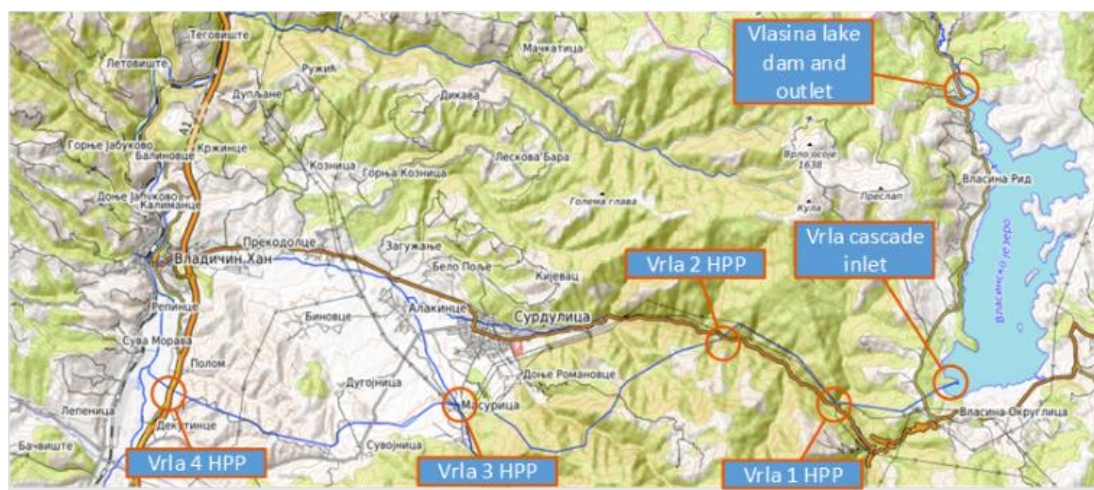 Vlasina lake
dam and
outlet
Теговиште
Мачкатица
Летовиште
Ружић
Дупљане
Дикава
A1
Горње Јабуково
Кржинце
Балиновце
Козница
Лескова Бара
Врло осоје
1638
Горња Козница
Власина Рид
Доње Јабуково
Калиманце
Голема глава
Преслап
Кула
Прекодолце
Загужање
Vrla cascade
inlet
Владичин Хан
Бело Поље
Кијевац
Vrla 2 HPP
Власинско језеро
Репинце
Биновце
Алакинце
Сурдулица
Сува Морава
Полом
Дугојница
Доње Романовце
Лепеница
Масурица
Власина Округлица
Декутинце
Бачвиште
Сувојница
Vrla 4 HPP
Vrla 3 HPP
Vrla 1 HPP